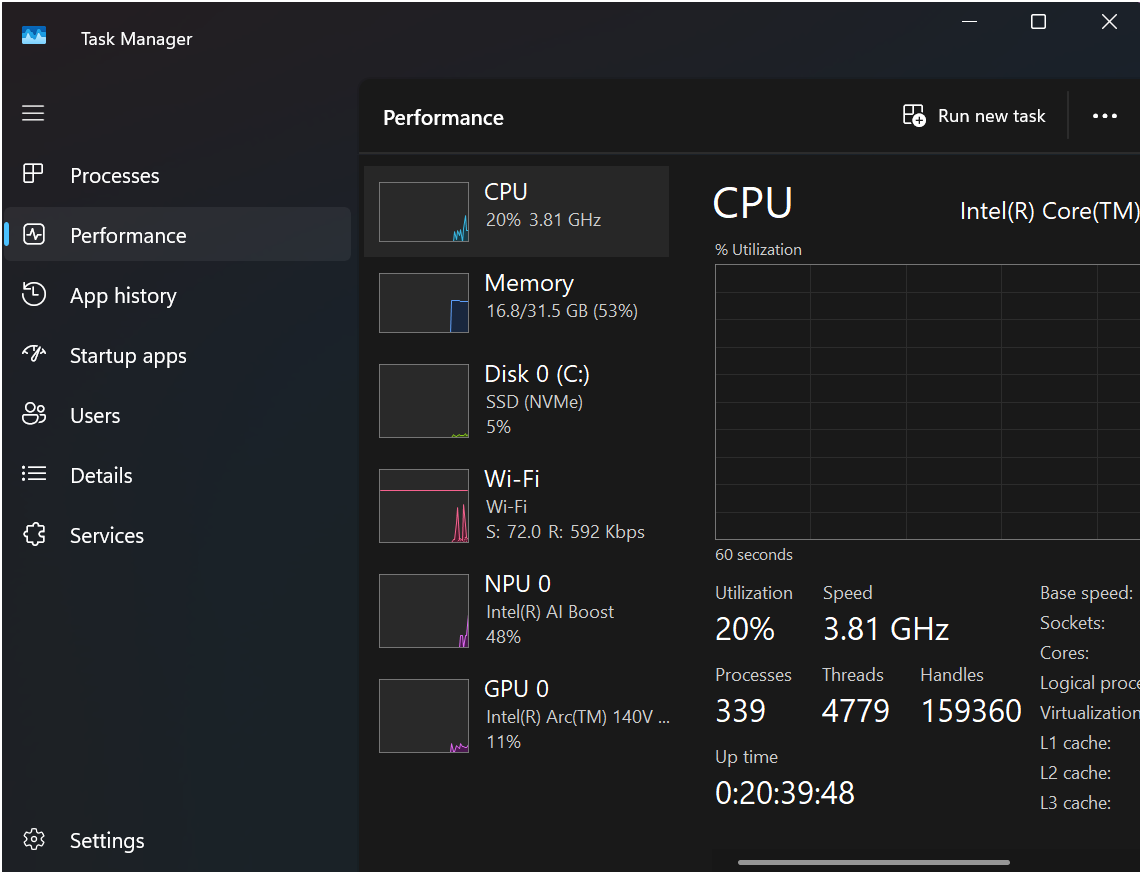 Task Manager
Performance
Run new task
Processes
Performance
App history
Startup apps
Users
Details
Services
Settings
CPU
20% 3.81 GHz
Memory
16.8/31.5 GB (53%)
Disk 0 (C:)
SSD (NVMe)
5%
Wi-Fi
Wi-Fi
S: 72.0 R: 592 Kbps
NPU 0
Intel(R) AI Boost
48%
GPU 0
Intel(R) Arc(TM) 140V ...
11%
CPU
Intel(R) Core(TM)
% Utilization
60 seconds
Utilization Speed
20% 3.81 GHz
Processes Threads Handles
339 4779 159360
Up time
0:20:39:48
Base speed:
Sockets:
Cores:
Logical proce
Virtualization
L1 cache:
L2 cache:
L3 cache: